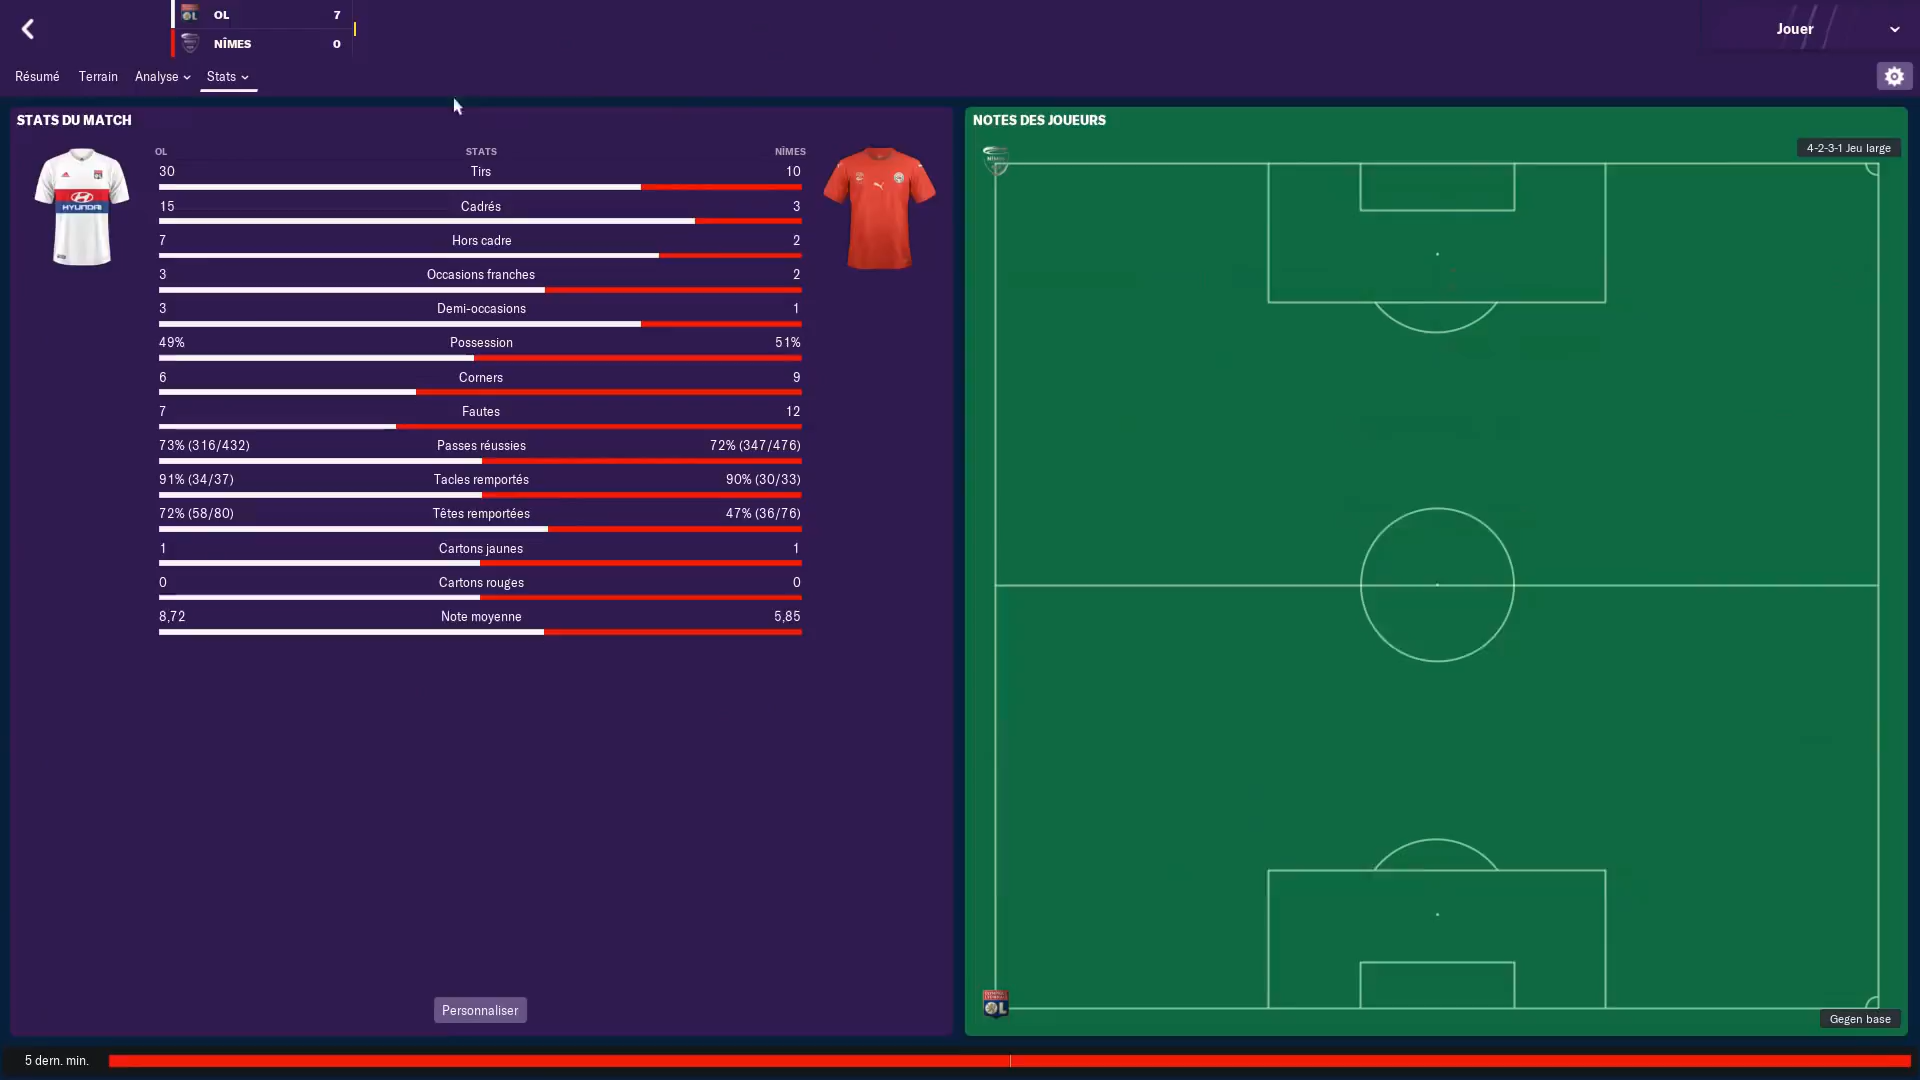 OL 7
NÎMES 0
Jouer
Résumé Terrain Analyse Stats
STATS DU MATCH
OL STATS NÎMES
30 Tirs 10
15 Cadrés 3
7 Hors cadre 2
3 Occasions franches 2
3 Demi-occasions 1
49% Possession 51%
6 Corners 9
7 Fautes 12
73% (316/432) Passes réussies 72% (347/476)
91% (34/37) Tacles remportés 90% (30/33)
72% (58/80) Têtes remportées 47% (36/76)
1 Cartons jaunes 1
0 Cartons rouges 0
8,72 Note moyenne 5,85
HYUNDAI
Personnaliser
NOTES DES JOUEURS
4-2-3-1 Jeu large
OL
Gegen base
5 dern. min.